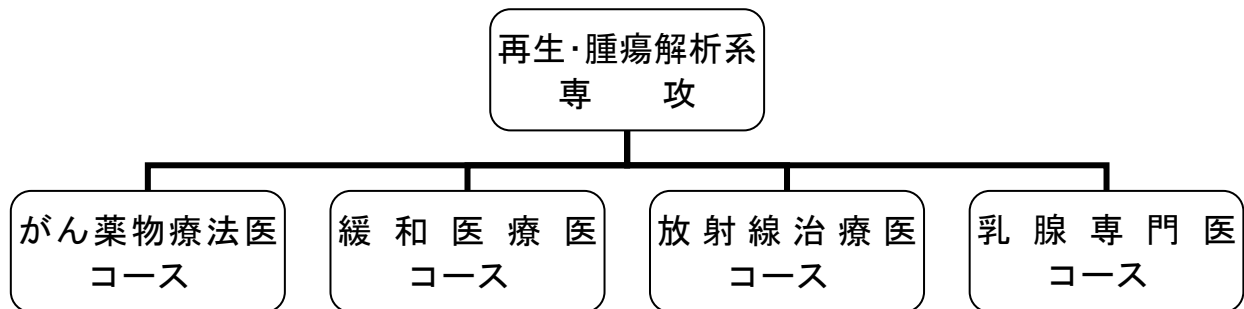 再生・腫瘍解析系
専攻
がん薬物療法医
コース
緩和医療医
コース
放射線治療医
コース
乳腺専門医
コース